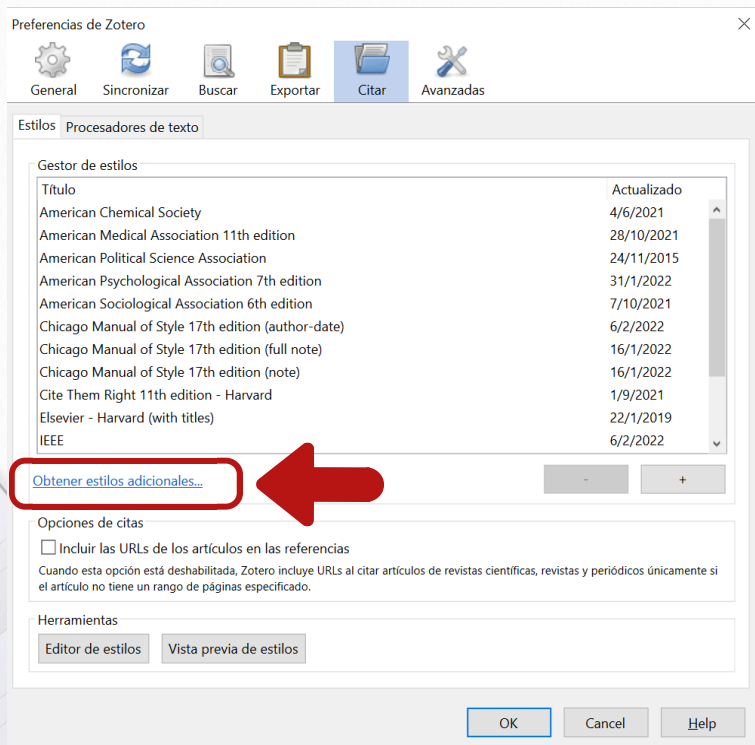 Preferencias de Zotero
General Sincronizar Buscar Exportar Citar Avanzadas
Estilos Procesadores de texto
Gestor de estilos
Título Actualizado
American Chemical Society 4/6/2021
American Medical Association 11th edition 28/10/2021
American Political Science Association 24/11/2015
American Psychological Association 7th edition 31/1/2022
American Sociological Association 6th edition 7/10/2021
Chicago Manual of Style 17th edition (author-date) 6/2/2022
Chicago Manual of Style 17th edition (full note) 16/1/2022
Chicago Manual of Style 17th edition (note) 16/1/2022
Cite Them Right 11th edition - Harvard 1/9/2021
Elsevier - Harvard (with titles) 22/1/2019
IEEE 6/2/2022
Obtener estilos adicionales... - +
Opciones de citas
Incluir las URLs de los artículos en las referencias
Cuando esta opción está deshabilitada, Zotero incluye URLs al citar artículos de revistas científicas, revistas y periódicos únicamente si
el artículo no tiene un rango de páginas especificado.
Herramientas
Editor de estilos Vista previa de estilos
OK Cancel Help